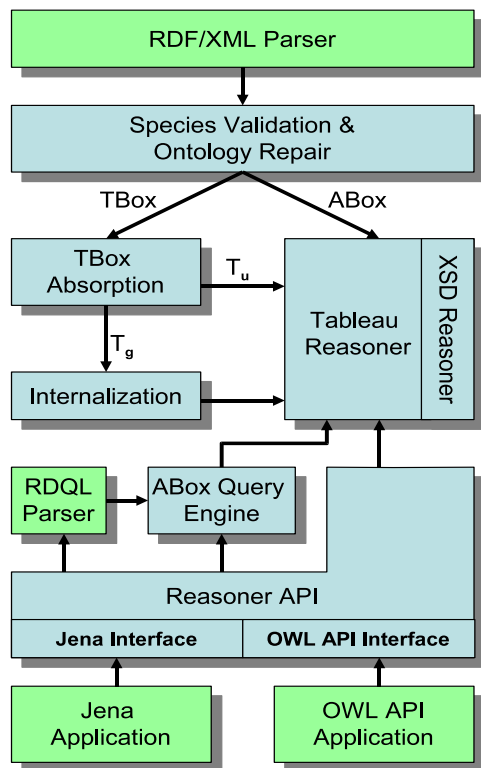 RDF/XML Parser
Species Validation &
Ontology Repair
TBox
ABox
TBox
Absorption
Tu
Tableau
Reasoner
XSD Reasoner
Tg
Internalization
RDQL
Parser
ABox Query
Engine
Reasoner API
Jena Interface
OWL API Interface
Jena
Application
OWL API
Application